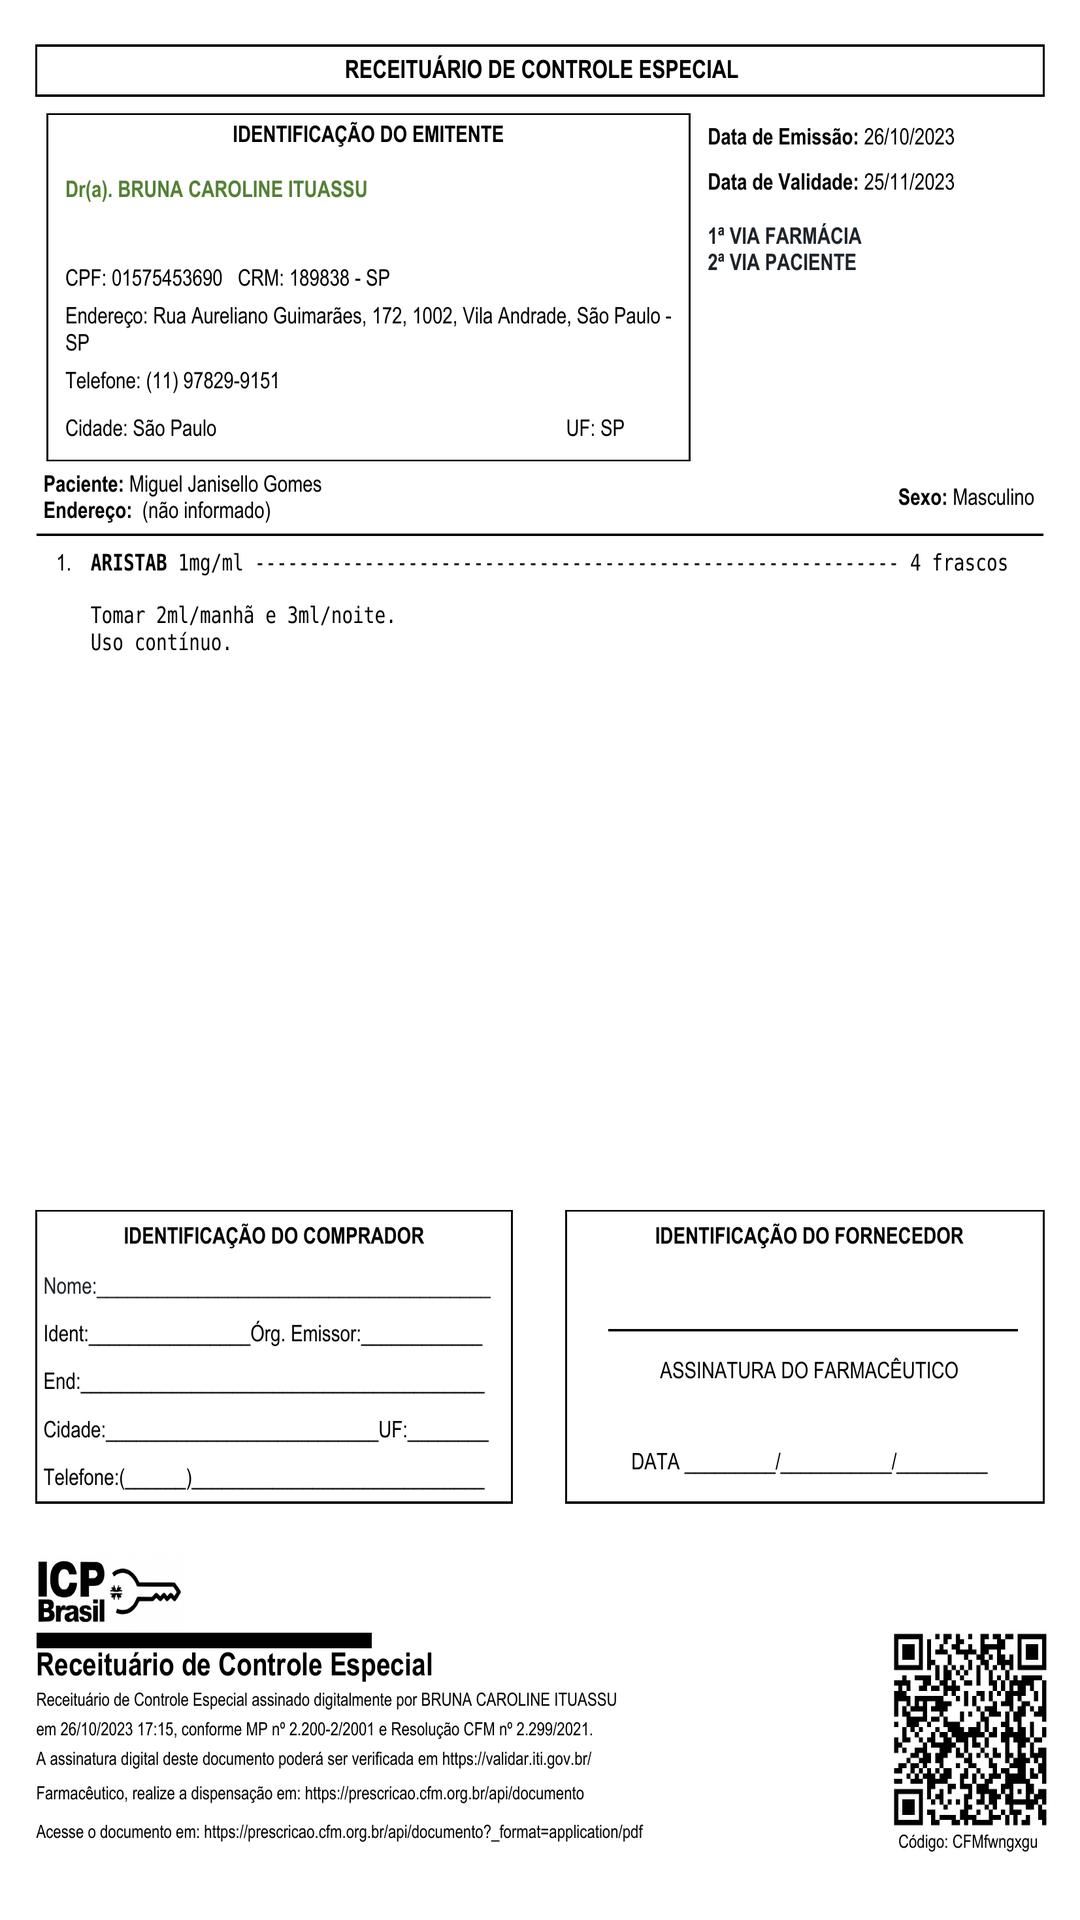 RECEITUÁRIO DE CONTROLE ESPECIAL
IDENTIFICAÇÃO DO EMITENTE
Dr(a). BRUNA CAROLINE ITUASSU
CPF: 01575453690 CRM: 189838 - SP
Endereço: Rua Aureliano Guimarães, 172, 1002, Vila Andrade, São Paulo -
SP
Telefone: (11) 97829-9151
Cidade: São Paulo UF: SP
Data de Emissão: 26/10/2023
Data de Validade: 25/11/2023
1ª VIA FARMÁCIA
2ª VIA PACIENTE
Paciente: Miguel Janisello Gomes
Endereço: (não informado)
Sexo: Masculino
1. ARISTAB 1mg/ml ----------------------------------------------------------- 4 frascos
Tomar 2ml/manhã e 3ml/noite.
Uso contínuo.
IDENTIFICAÇÃO DO COMPRADOR
Nome:_______________________________________
Ident:________________Órg. Emissor:____________
End:________________________________________
Cidade:___________________________UF:________
Telefone:(______)_____________________________
IDENTIFICAÇÃO DO FORNECEDOR
ASSINATURA DO FARMACÊUTICO
DATA _________/___________/_________
ICP
Brasil
Receituário de Controle Especial
Receituário de Controle Especial assinado digitalmente por BRUNA CAROLINE ITUASSU
em 26/10/2023 17:15, conforme MP nº 2.200-2/2001 e Resolução CFM nº 2.299/2021.
A assinatura digital deste documento poderá ser verificada em https://validar.iti.gov.br/
Farmacêutico, realize a dispensação em: https://prescricao.cfm.org.br/api/documento
Acesse o documento em: https://prescricao.cfm.org.br/api/documento?_format=application/pdf
Código: CFMfwngxgu